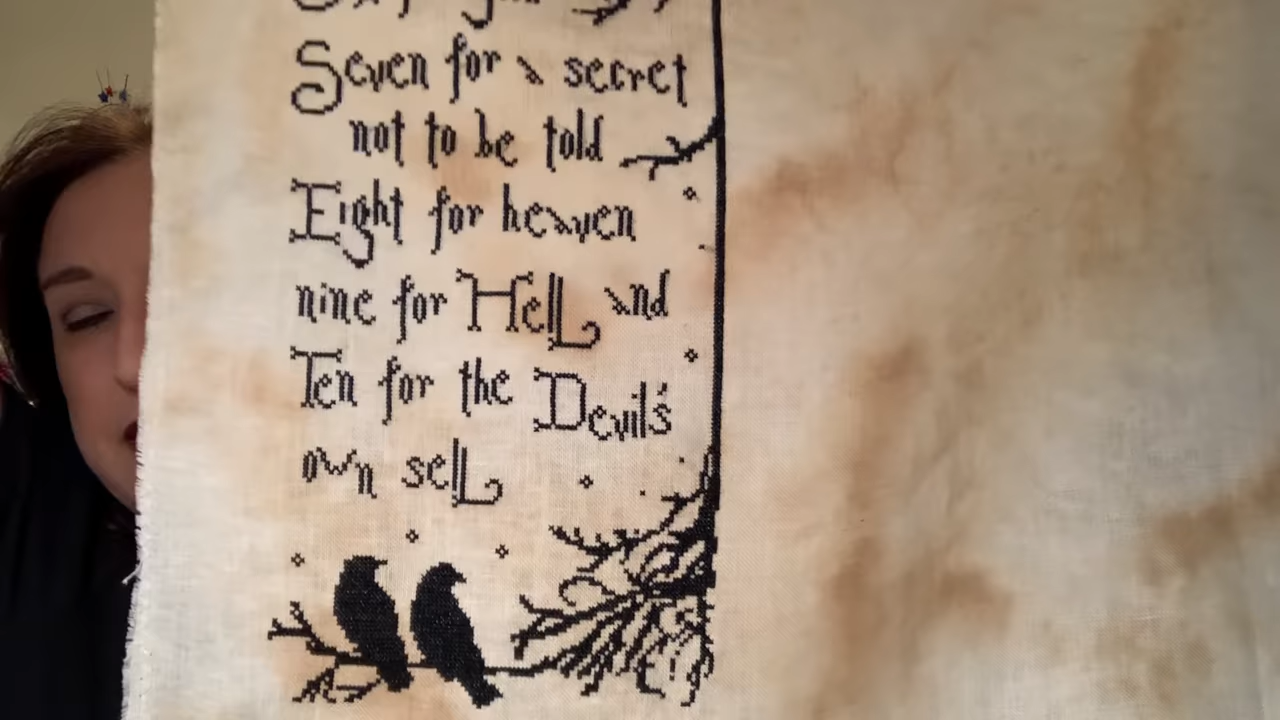 Seven for a secret
not to be told
Eight for heaven
nine for Hell and
Ten for the Devil's
own sell